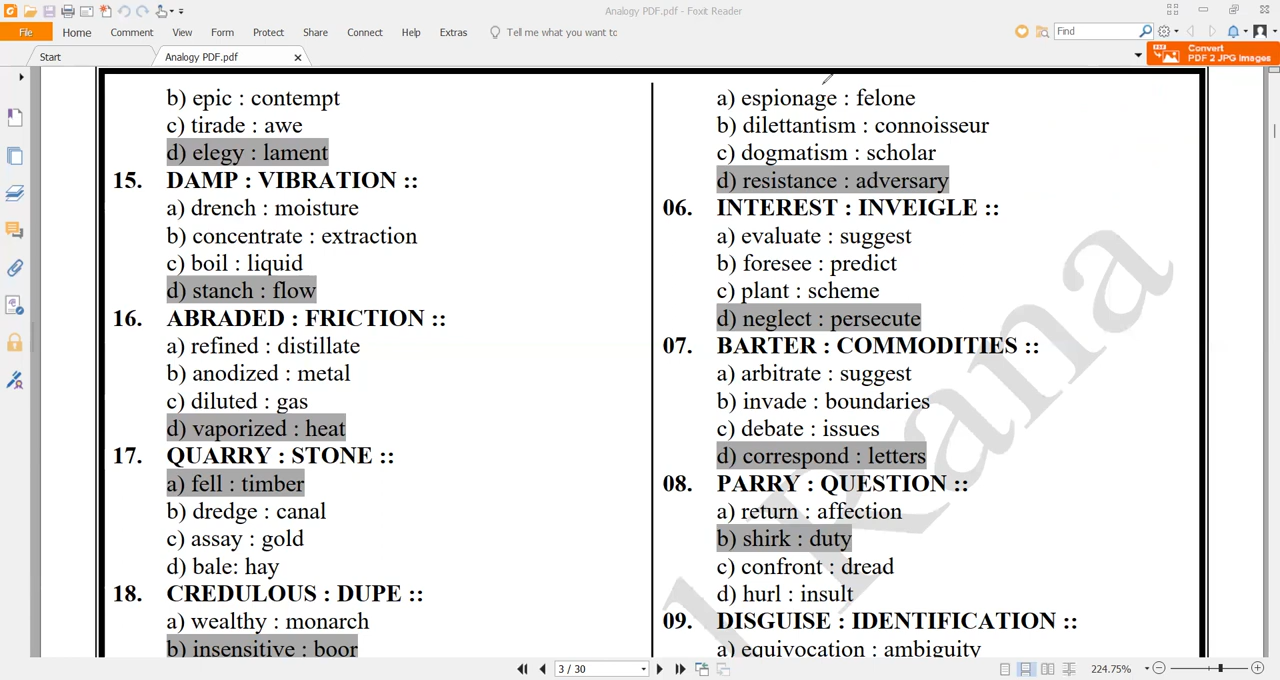 Analogy PDF.pdf - Foxit Reader
File
Home
Comment
View
Form
Protect
Share
Connect
Help
Extras
Tell me what you want to
Find
Start
Analogy PDF.pdf
Convert
PDF 2 JPG images
b) epic : contempt
c) tirade : awe
d) elegy : lament
15. DAMP : VIBRATION ::
a) drench : moisture
b) concentrate : extraction
c) boil : liquid
d) stanch : flow
16. ABRADED : FRICTION ::
a) refined : distillate
b) anodized : metal
c) diluted : gas
d) vaporized : heat
17. QUARRY : STONE ::
a) fell : timber
b) dredge : canal
c) assay : gold
d) bale: hay
18. CREDULOUS : DUPE ::
a) wealthy : monarch
b) insensitive : boor
a) espionage : felone
b) dilettantism : connoisseur
c) dogmatism : scholar
d) resistance : adversary
06. INTEREST : INVEIGLE ::
a) evaluate : suggest
b) foresee : predict
c) plant : scheme
d) neglect : persecute
07. BARTER : COMMODITIES ::
a) arbitrate : suggest
b) invade : boundaries
c) debate : issues
d) correspond : letters
08. PARRY : QUESTION ::
a) return : affection
b) shirk : duty
c) confront : dread
d) hurl : insult
09. DISGUISE : IDENTIFICATION ::
a) equivocation : ambiguity
3 / 30
224.75%